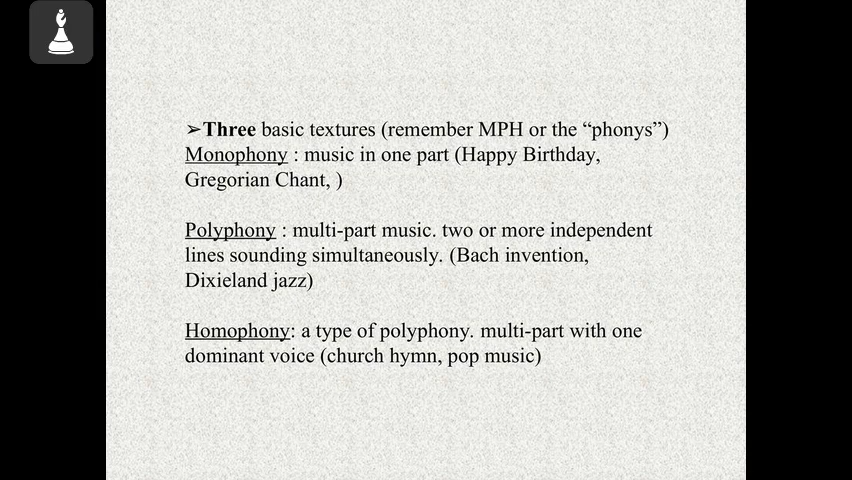 ➢Three basic textures (remember MPH or the “phonys”)
Monophony : music in one part (Happy Birthday,
Gregorian Chant, )
Polyphony : multi-part music. two or more independent
lines sounding simultaneously. (Bach invention,
Dixieland jazz)
Homophony: a type of polyphony. multi-part with one
dominant voice (church hymn, pop music)